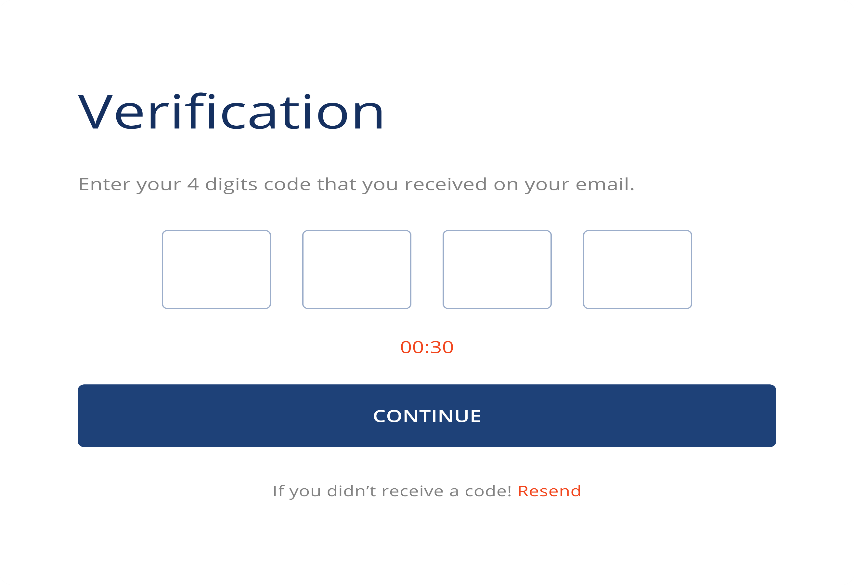 Verification
Enter your 4 digits code that you received on your email.
00:30
CONTINUE
If you didn’t receive a code! Resend